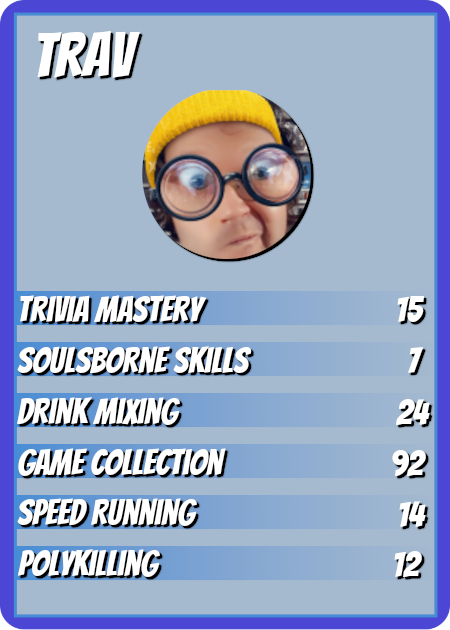 TRAV
TRIVIA MASTERY 15
SOULSBORNE SKILLS 7
DRINK MIXING 24
GAME COLLECTION 92
SPEED RUNNING 14
POLYKILLING 12